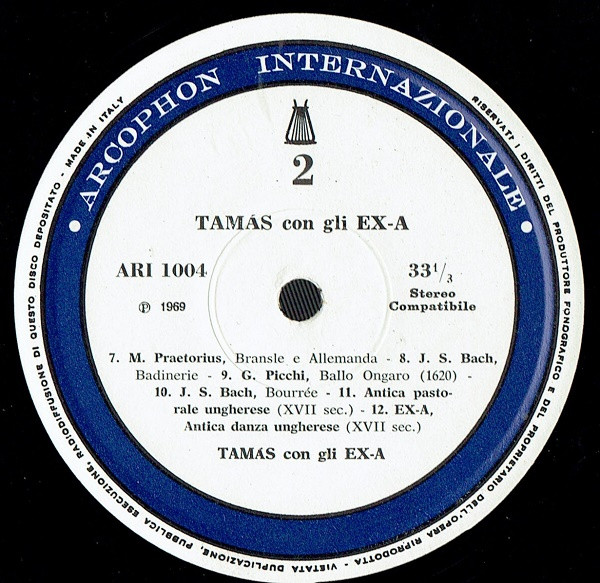 ARCOPHON INTERNAZIONALE
2
TAMÁS con gli EX-A
ARI 1004
33 1/3
℗ 1969
Stereo
Compatibile
7. M. Praetorius, Bransle e Allemanda - 8. J. S. Bach,
Badinerie - 9. G. Picchi, Ballo Ongaro (1620) -
10. J. S. Bach, Bourrée - 11. Antica pasto-
rale ungherese (XVII sec.) - 12. EX-A,
Antica danza ungherese (XVII sec.)
TAMÁS con gli EX-A
RISERVATI I DIRITTI DEL PRODUTTORE FONOGRAFICO E DEL PROPRIETARIO DELL'OPERA RIPRODOTTA - VIETATA DUPLICAZIONE, PUBBLICA ESECUZIONE, RADIODIFFUSIONE DI QUESTO DISCO DEPOSITATO - MADE IN ITALY